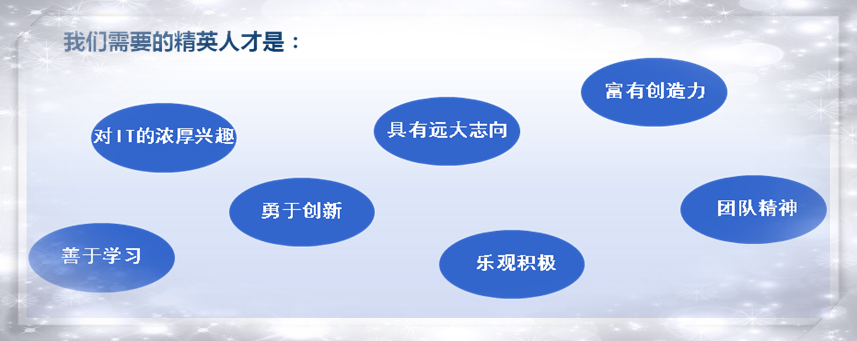 我们需要的精英人才是：
富有创造力
对IT的浓厚兴趣
具有远大志向
勇于创新
团队精神
善于学习
乐观积极